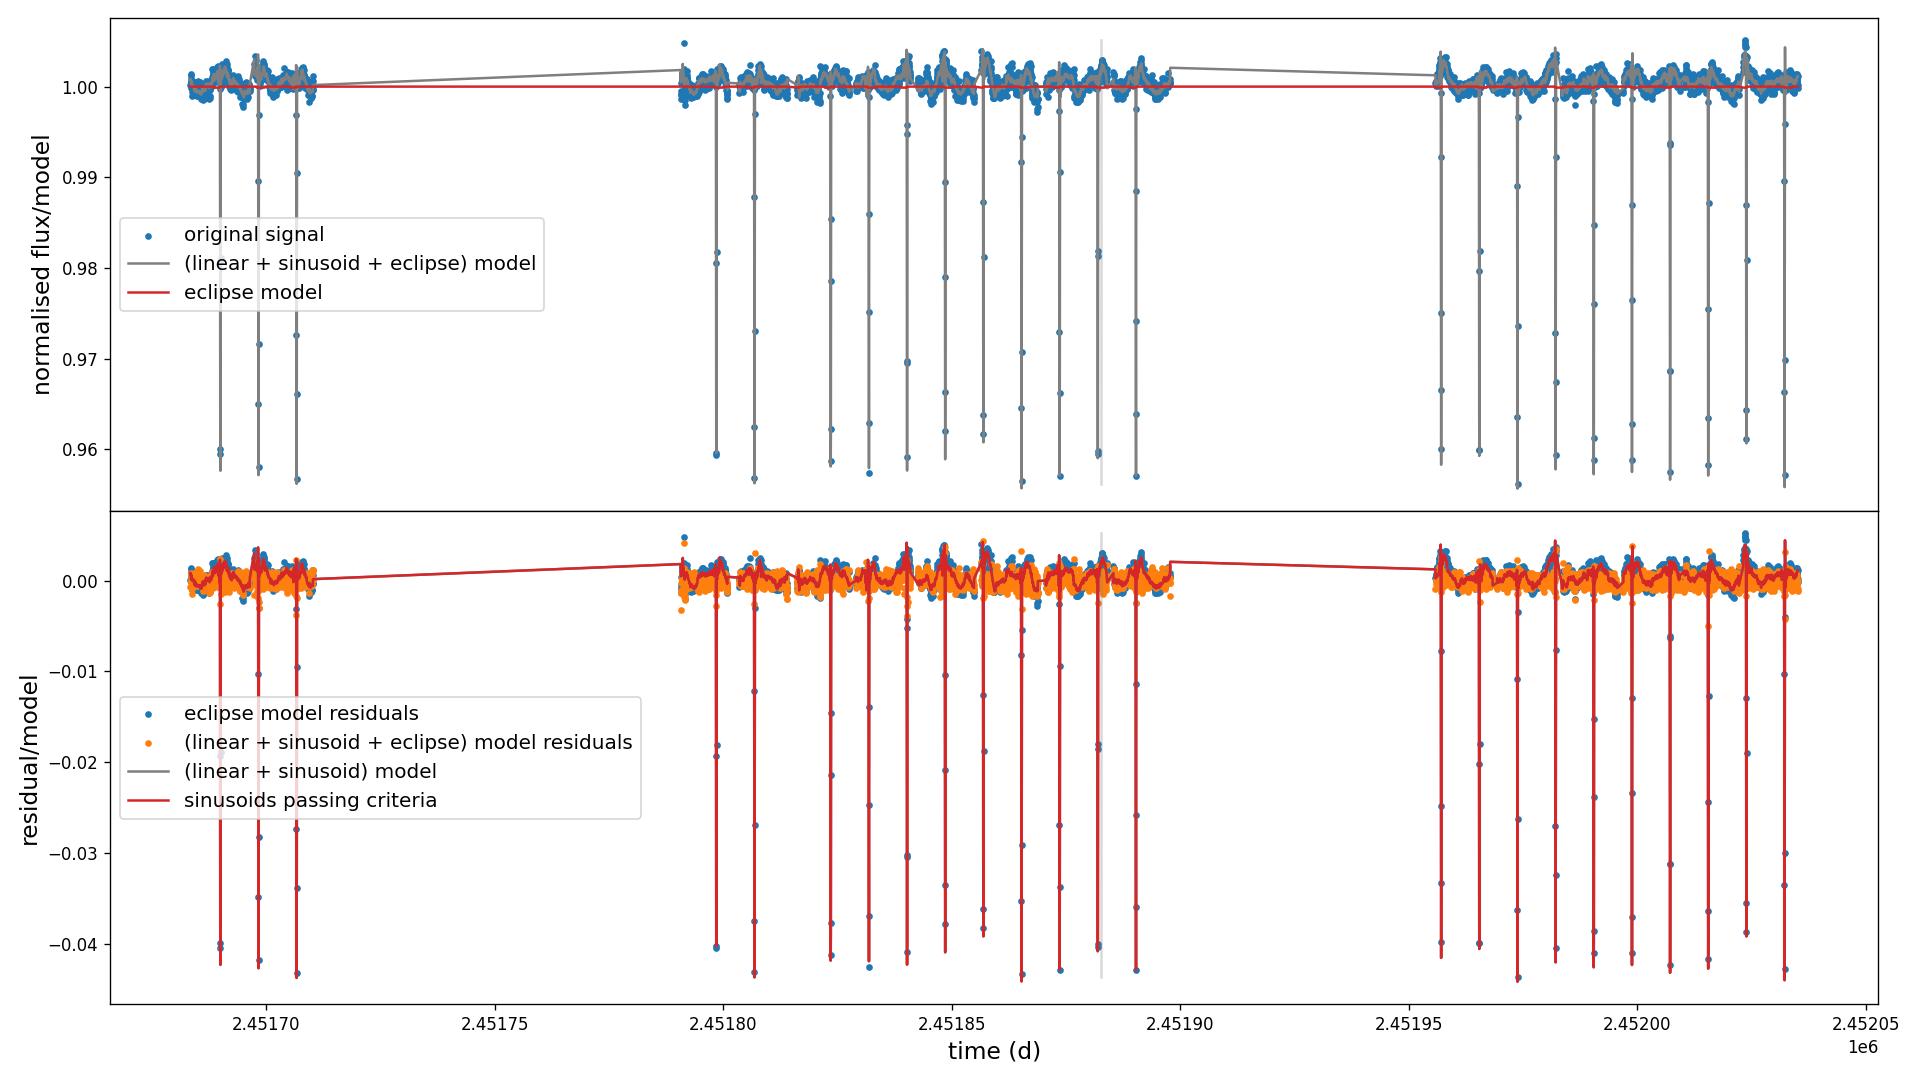 1.00
0.99
0.98
0.97
0.96
normalised flux/model
original signal
(linear + sinusoid + eclipse) model
eclipse model
0.00
−0.01
−0.02
−0.03
−0.04
residual/model
eclipse model residuals
(linear + sinusoid + eclipse) model residuals
(linear + sinusoid) model
sinusoids passing criteria
2.45170
2.45175
2.45180
2.45185
2.45190
2.45195
2.45200
2.45205
time (d)
1e6